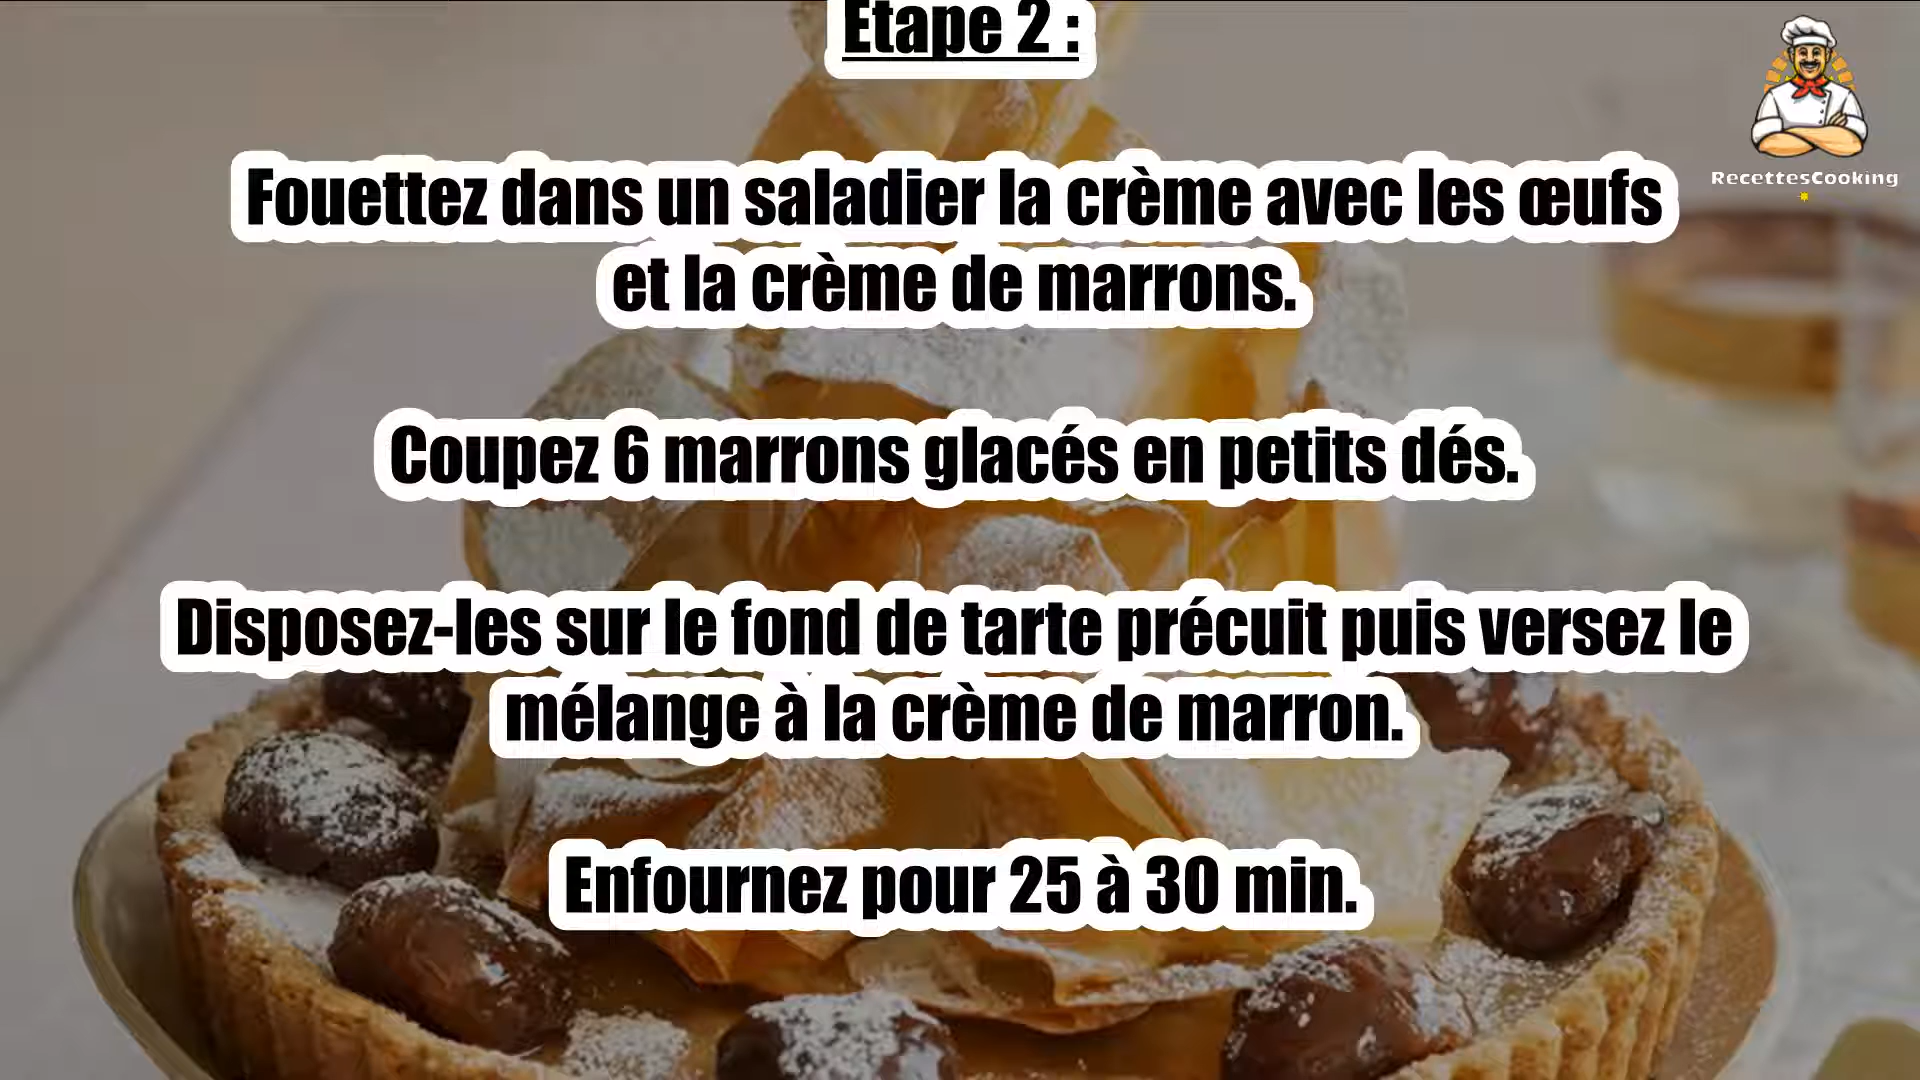 Etape 2 :
RecettesCooking
Fouettez dans un saladier la crème avec les œufs
et la crème de marrons.
Coupez 6 marrons glacés en petits dés.
Disposez-les sur le fond de tarte précuit puis versez le
mélange à la crème de marron.
Enfournez pour 25 à 30 min.